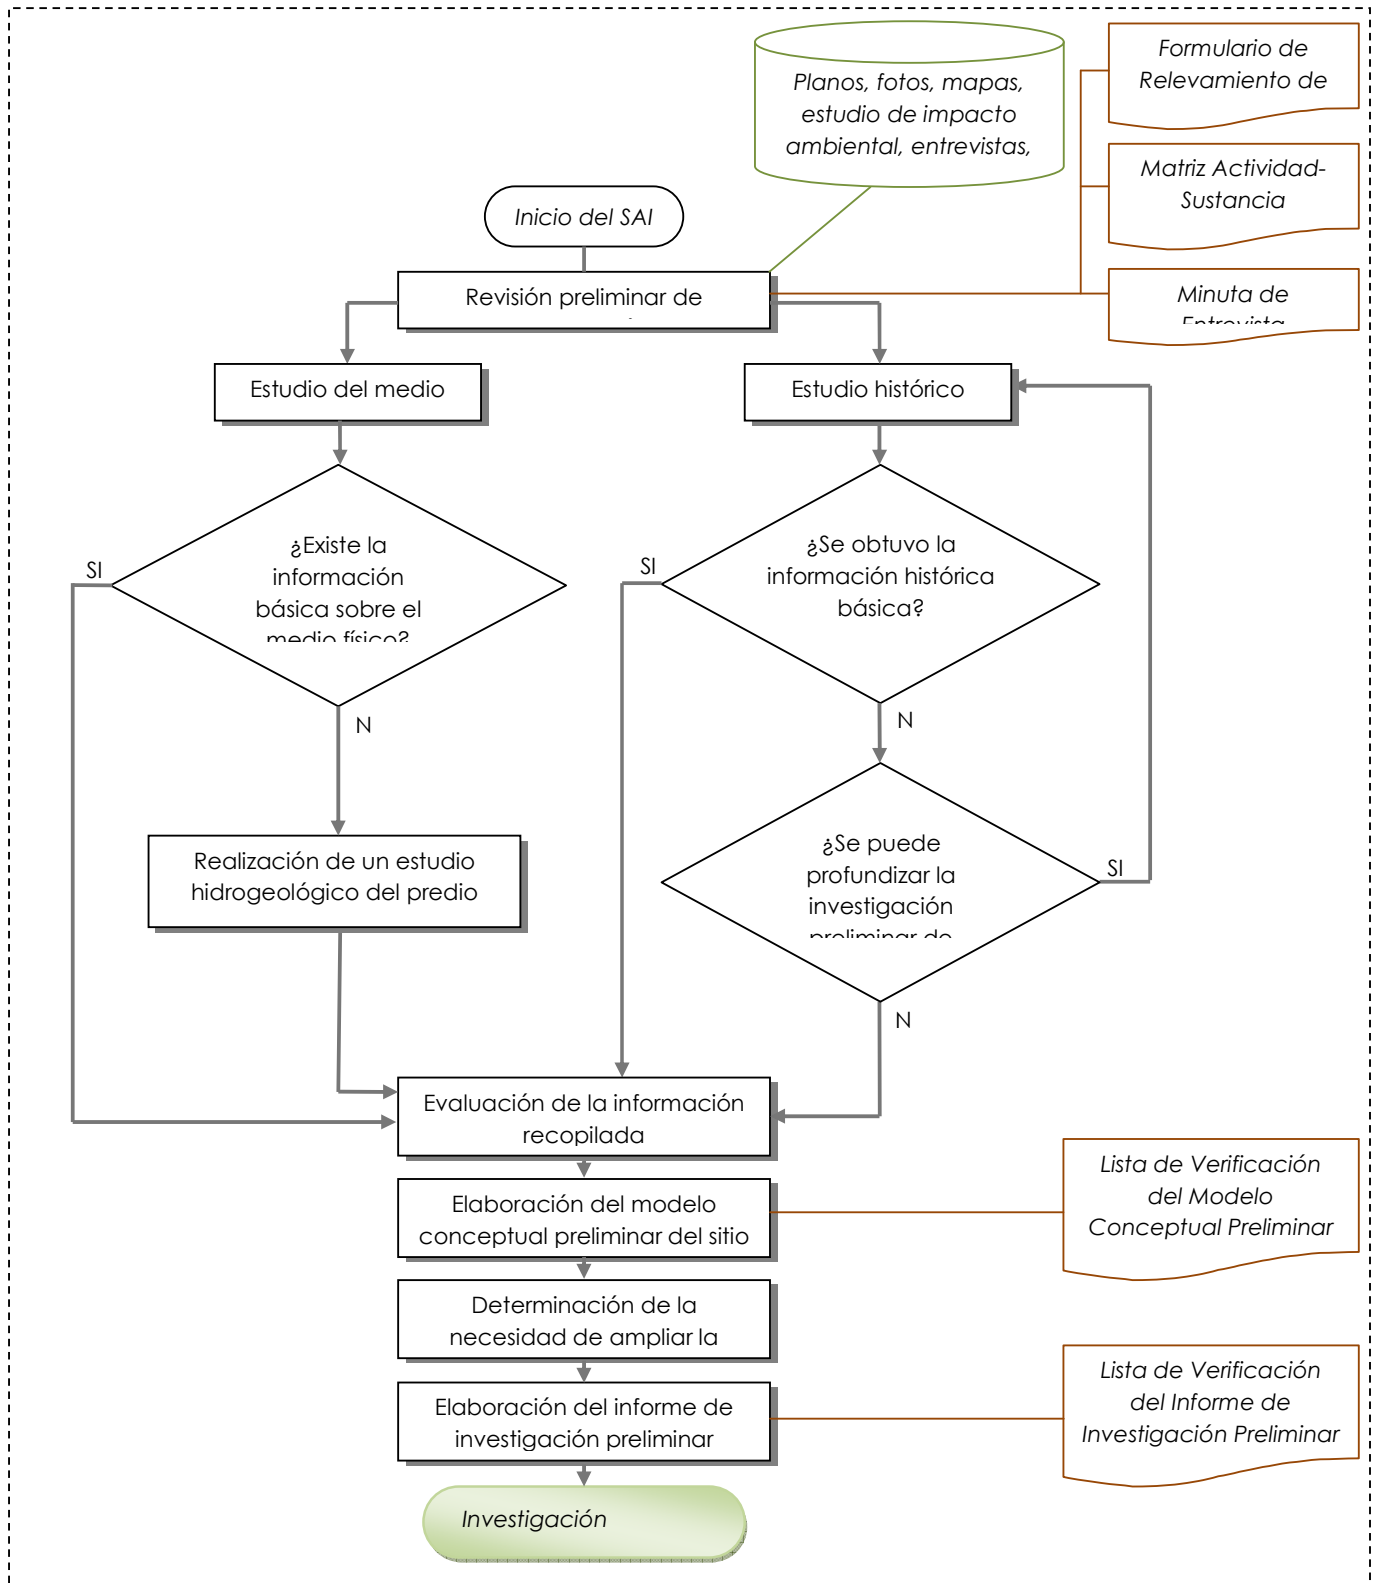 Planos, fotos, mapas,
estudio de impacto
ambiental, entrevistas,
Formulario de
Relevamiento de
Matriz Actividad-
Sustancia
Minuta de
Entrevista
Inicio del SAI
Revisión preliminar de
Estudio del medio
Estudio histórico
¿Existe la
información
básica sobre el
medio físico?
SI
N
¿Se obtuvo la
información histórica
básica?
SI
N
Realización de un estudio
hidrogeológico del predio
¿Se puede
profundizar la
investigación
preliminar de
SI
N
Evaluación de la información
recopilada
Elaboración del modelo
conceptual preliminar del sitio
Lista de Verificación
del Modelo
Conceptual Preliminar
Determinación de la
necesidad de ampliar la
Elaboración del informe de
investigación preliminar
Lista de Verificación
del Informe de
Investigación Preliminar
Investigación